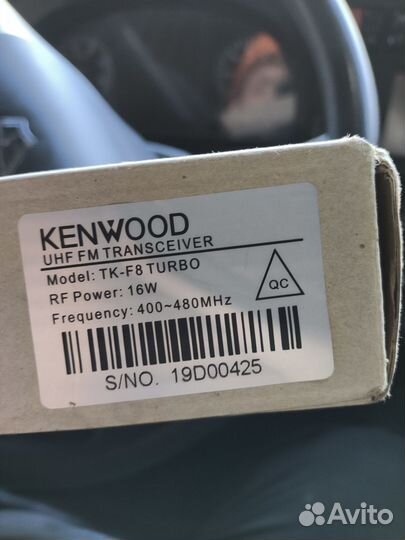 KENWOOD
UHF FM TRANSCEIVER
Model: TK-F8 TURBO
RF Power: 16W
Frequency: 400~480MHz
QC
S/NO. 19D00425
Avito